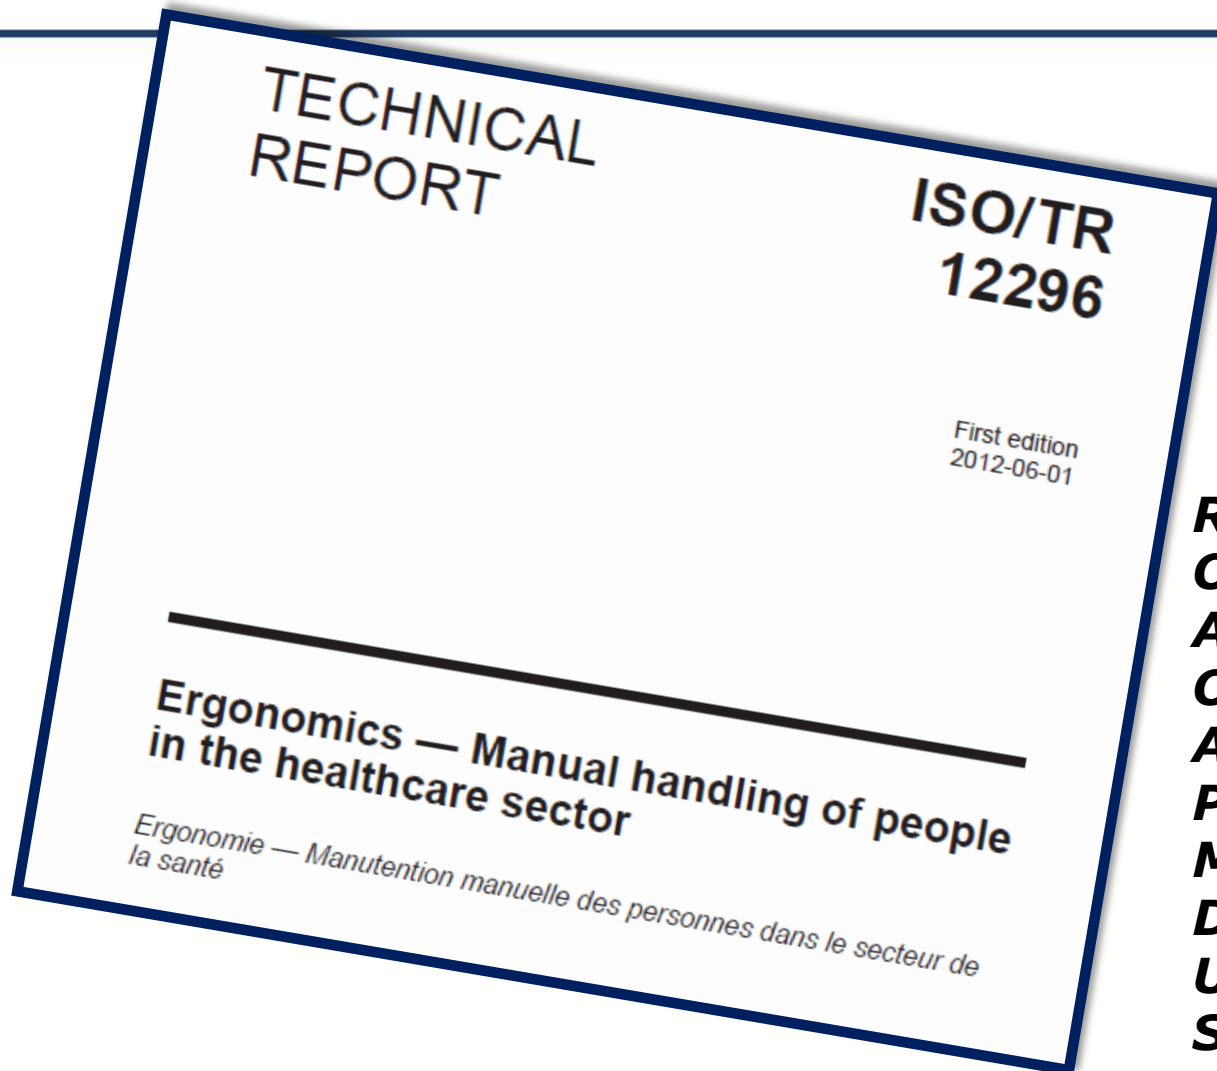 TECHNICAL
REPORT
ISO/TR
12296
First edition
2012-06-01
Ergonomics — Manual handling of people
in the healthcare sector
Ergonomie — Manutention manuelle des personnes dans le secteur de
la santé